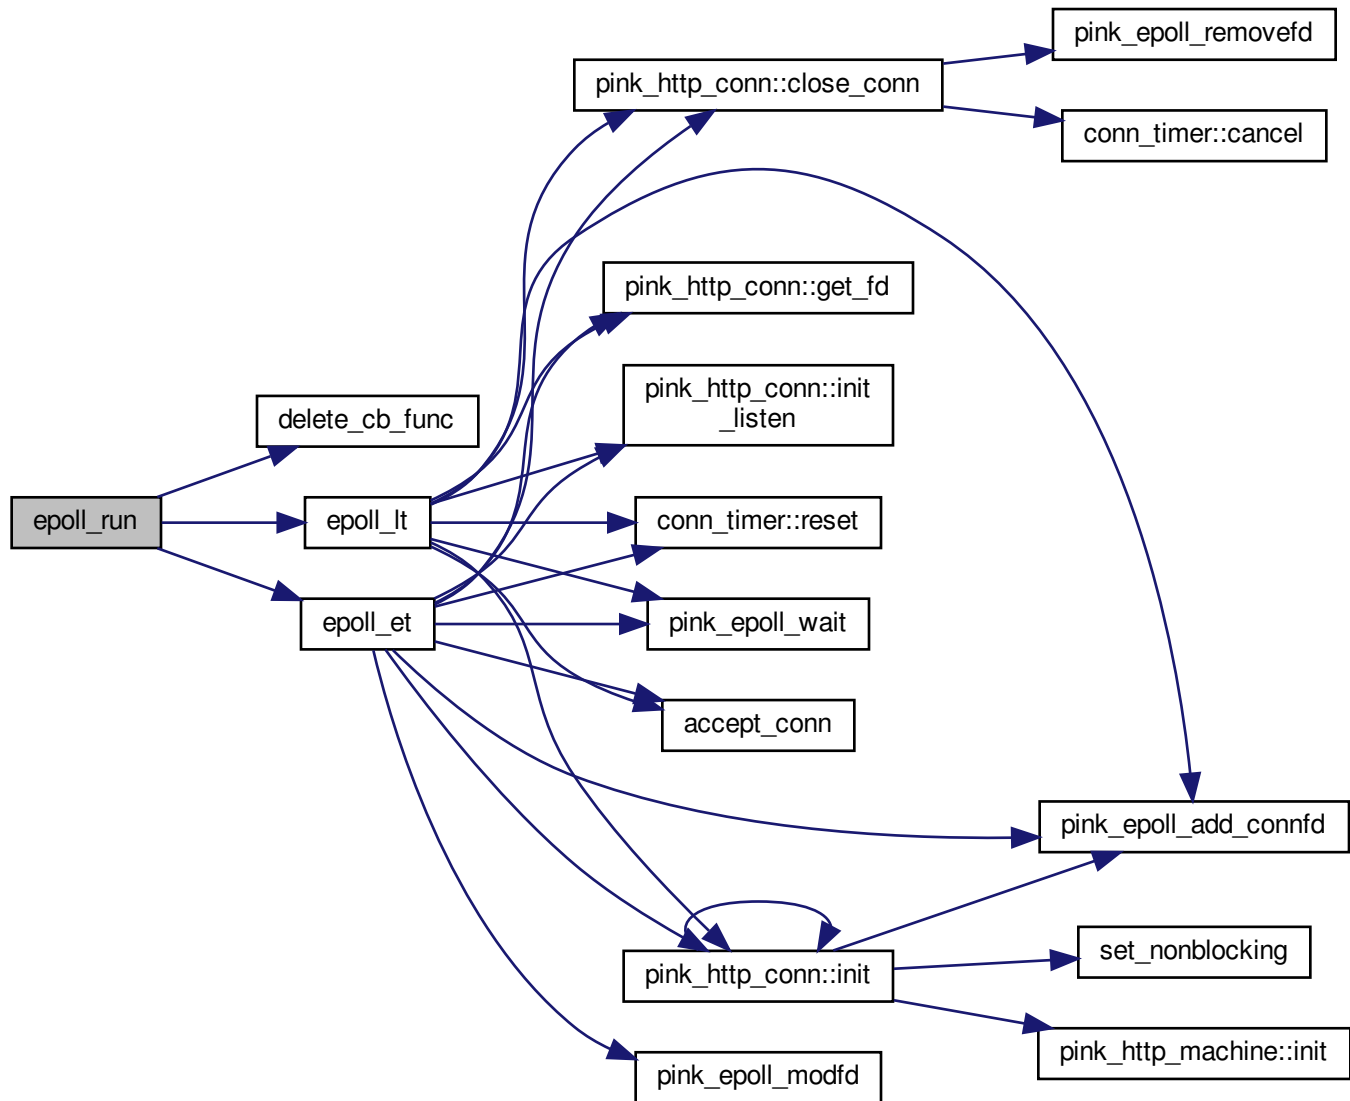 pink_epoll_removefd
pink_http_conn::close_conn
conn_timer::cancel
pink_http_conn::get_fd
pink_http_conn::init
_listen
delete_cb_func
epoll_run
epoll_lt
conn_timer::reset
epoll_et
pink_epoll_wait
accept_conn
pink_epoll_add_connfd
set_nonblocking
pink_http_conn::init
pink_http_machine::init
pink_epoll_modfd